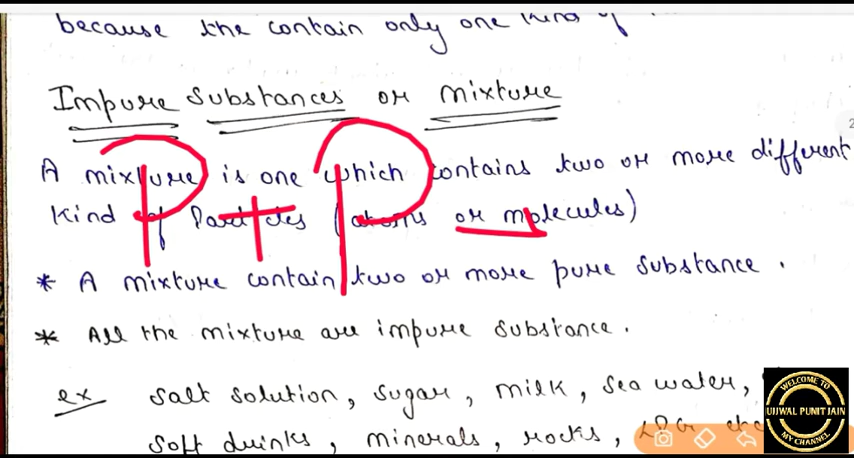 because the contain only one kind of
Impure Substances or mixture
A mixture is one which contains two or more different
kind of Particles (atoms or molecules)
P + P
* A mixture contain two or more pure substance.
* All the mixture are impure substance.
ex Salt solution, sugar, milk, sea water,
Soft drinks, minerals, rocks,
WELCOME TO
UJJWAL PUNIT JAIN
MY CHANNEL
2